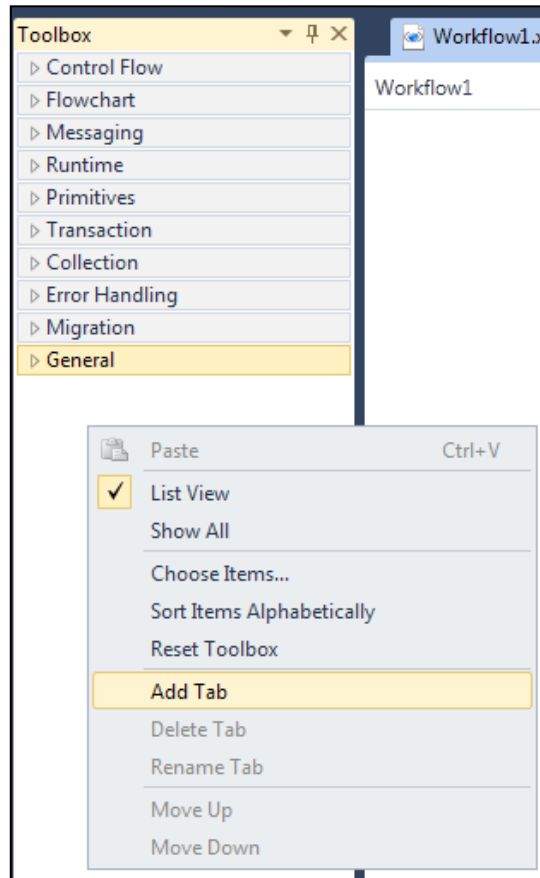 Toolbox
Workflow1.x
Workflow1
Control Flow
Flowchart
Messaging
Runtime
Primitives
Transaction
Collection
Error Handling
Migration
General
Paste Ctrl+V
List View
Show All
Choose Items...
Sort Items Alphabetically
Reset Toolbox
Add Tab
Delete Tab
Rename Tab
Move Up
Move Down